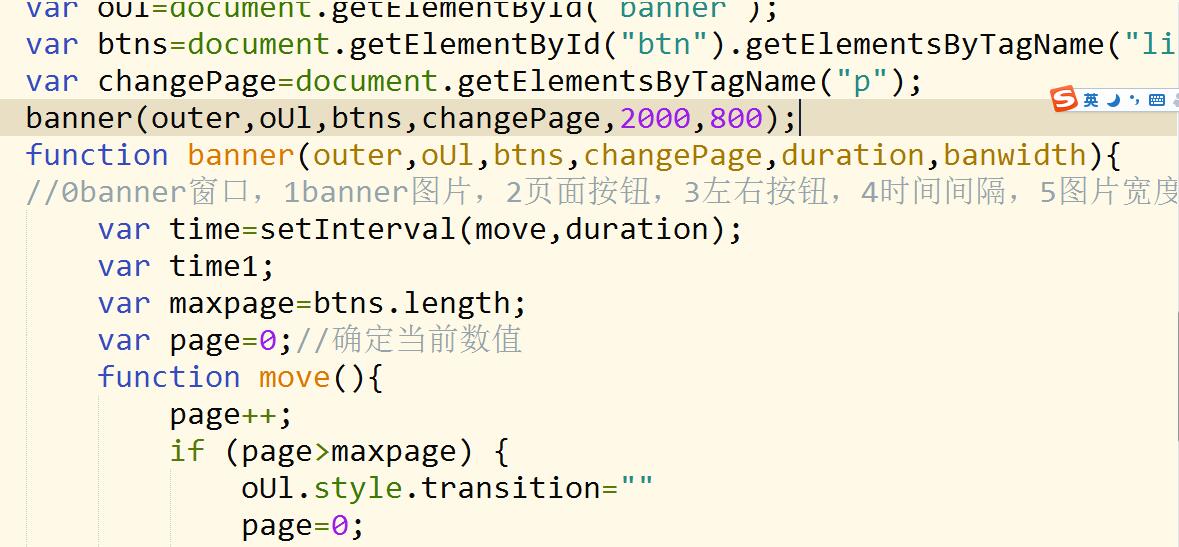 var oUl=document.getElementById("banner");
var btns=document.getElementById("btn").getElementsByTagName("li
var changePage=document.getElementsByTagName("p");
banner(outer,oUl,btns,changePage,2000,800);
英
function banner(outer,oUl,btns,changePage,duration,banwidth){
//0banner窗口，1banner图片，2页面按钮，3左右按钮，4时间间隔，5图片宽度
var time=setInterval(move,duration);
var time1;
var maxpage=btns.length;
var page=0;//确定当前数值
function move(){
page++;
if (page>maxpage) {
oUl.style.transition=""
page=0;